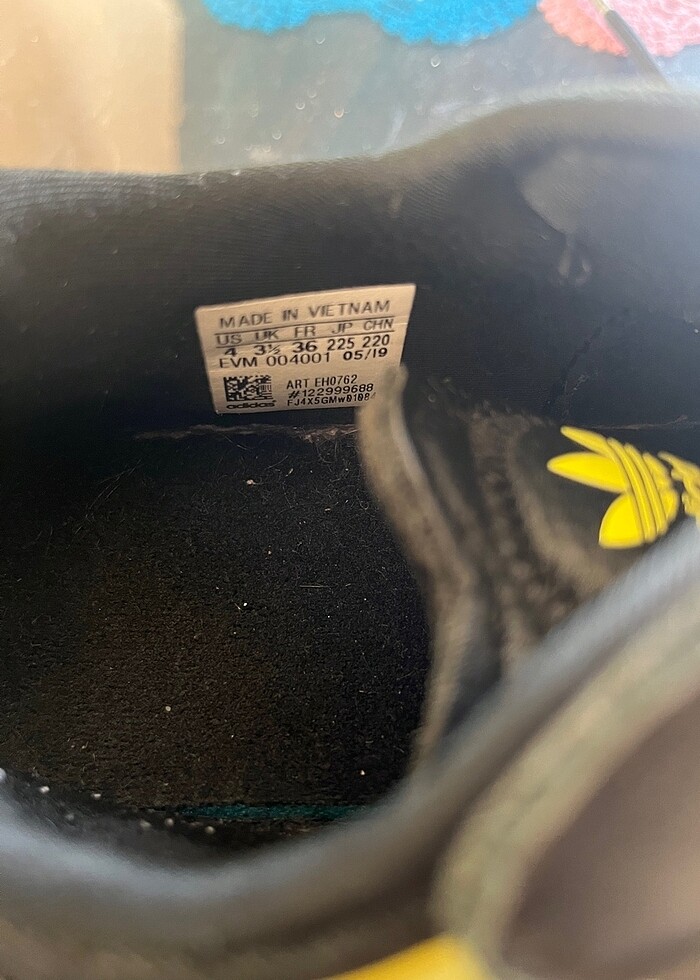 MADE IN VIETNAM
US UK FR JP CHN
4 3½ 36 225 220
EVM 004001 05/19
ART EH0762
#122999688
adidas